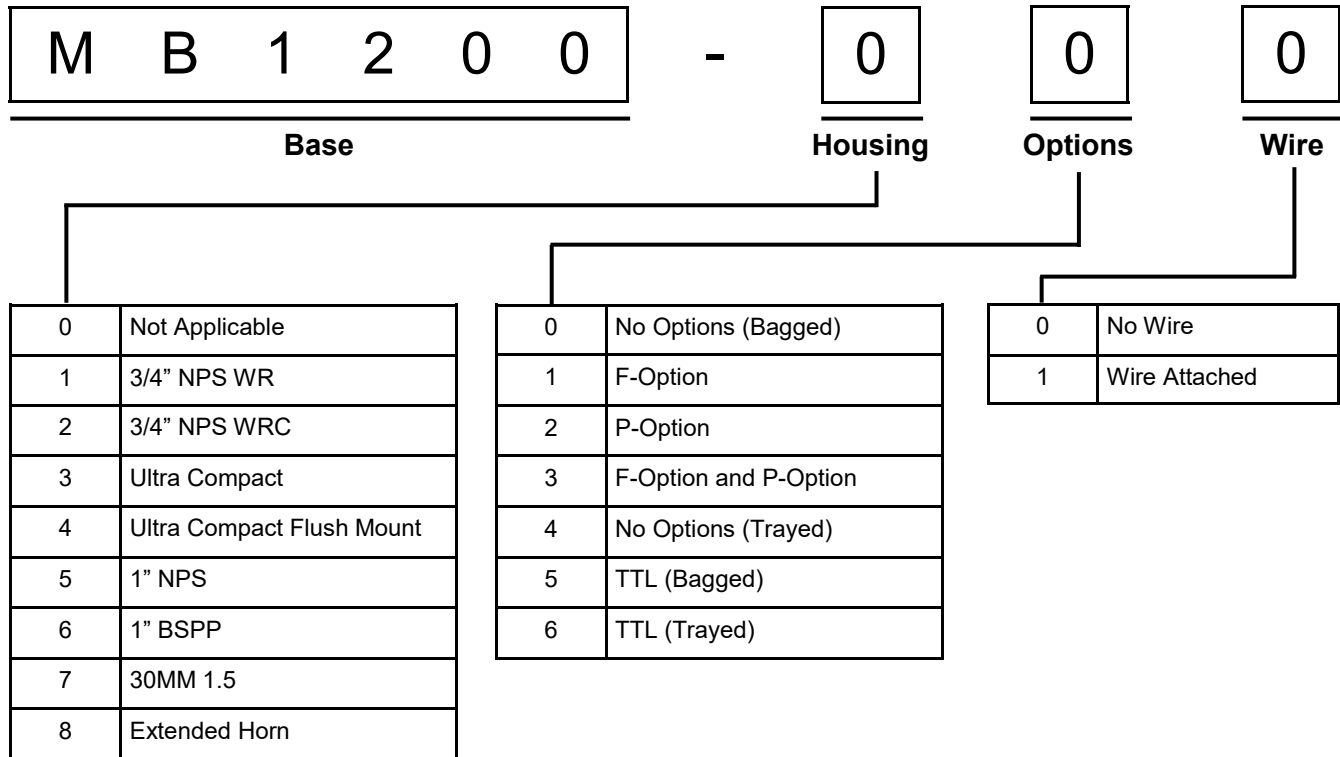 M B 1 2 0 0 - 0 0 0
Base Housing Options Wire
0 Not Applicable
1 3/4” NPS WR
2 3/4” NPS WRC
3 Ultra Compact
4 Ultra Compact Flush Mount
5 1” NPS
6 1” BSPP
7 30MM 1.5
8 Extended Horn
0 No Options (Bagged)
1 F-Option
2 P-Option
3 F-Option and P-Option
4 No Options (Trayed)
5 TTL (Bagged)
6 TTL (Trayed)
0 No Wire
1 Wire Attached